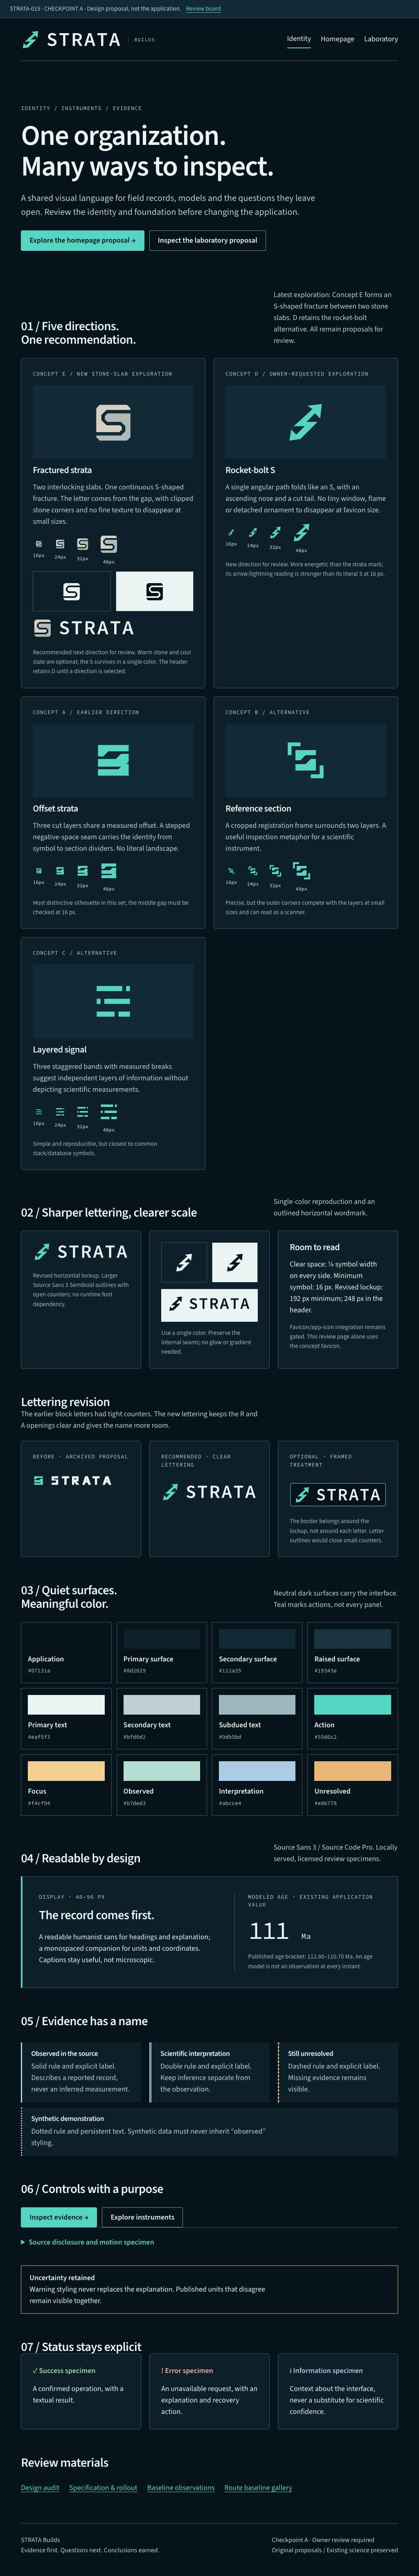 STRATA-015 · CHECKPOINT A · Design proposal, not the application. Review board
STRATA BUILDS
Identity Homepage Laboratory
IDENTITY / INSTRUMENTS / EVIDENCE
One organization.
Many ways to inspect.
A shared visual language for field records, models and the questions they leave
open. Review the identity and foundation before changing the application.
Explore the homepage proposal →
Inspect the laboratory proposal
01 / Five directions.
One recommendation.
Latest exploration: Concept E forms an
S-shaped fracture between two stone
slabs. D retains the rocket-bolt
alternative. All remain proposals for
review.
CONCEPT E / NEW STONE-SLAB EXPLORATION
Fractured strata
Two interlocking slabs. One continuous S-shaped
fracture. The letter comes from the gap, with clipped
stone corners and no fine texture to disappear at
small sizes.
16px 24px 32px 48px
STRATA
Recommended next direction for review. Warm stone and cool
slate are optional; the S survives in a single color. The header
retains D until a direction is selected.
CONCEPT D / OWNER-REQUESTED EXPLORATION
Rocket-bolt S
A single angular path folds like an S, with an
ascending nose and a cut tail. No tiny window, flame
or detached ornament to disappear at favicon size.
16px 24px 32px 48px
New direction for review. More energetic than the strata mark;
its arrow/lightning reading is stronger than its literal S at 16 px.
CONCEPT A / EARLIER DIRECTION
Offset strata
Three cut layers share a measured offset. A stepped
negative-space seam carries the identity from
symbol to section dividers. No literal landscape.
16px 24px 32px 48px
Most distinctive silhouette in this set; the middle gap must be
checked at 16 px.
CONCEPT B / ALTERNATIVE
Reference section
A cropped registration frame surrounds two layers. A
useful inspection metaphor for a scientific
instrument.
16px 24px 32px 48px
Precise, but the outer corners compete with the layers at small
sizes and can read as a scanner.
CONCEPT C / ALTERNATIVE
Layered signal
Three staggered bands with measured breaks
suggest independent layers of information without
depicting scientific measurements.
16px 24px 32px 48px
Simple and reproducible, but closest to common
stack/database symbols.
02 / Sharper lettering, clearer scale
Single-color reproduction and an
outlined horizontal wordmark.
STRATA
Revised horizontal lockup. Larger
Source Sans 3 Semibold outlines with
open counters; no runtime font
dependency.
STRATA
Use a single color. Preserve the
internal seams; no glow or gradient
needed.
Room to read
Clear space: ¼ symbol width
on every side. Minimum
symbol: 16 px. Revised lockup:
192 px minimum; 248 px in the
header.
Favicon/app-icon integration remains
gated. This review page alone uses
the concept favicon.
Lettering revision
The earlier block letters had tight counters. The new lettering keeps the R and
A openings clear and gives the name more room.
BEFORE · ARCHIVED PROPOSAL
STRATA
RECOMMENDED · CLEAR
LETTERING
STRATA
OPTIONAL · FRAMED
TREATMENT
STRATA
The border belongs around the
lockup, not around each letter. Letter
outlines would close small counters.
03 / Quiet surfaces.
Meaningful color.
Neutral dark surfaces carry the interface.
Teal marks actions, not every panel.
Application
#07131a
Primary surface
#0d2029
Secondary surface
#112a35
Raised surface
#19343e
Primary text
#eaf5f3
Secondary text
#bfd0d2
Subdued text
#9db5bd
Action
#55d6c2
Focus
#f4cf94
Observed
#b7ded3
Interpretation
#abcce4
Unresolved
#e8b778
04 / Readable by design
Source Sans 3 / Source Code Pro. Locally
served, licensed review specimens.
DISPLAY · 40–96 PX
The record comes first.
A readable humanist sans for headings and explanation;
a monospaced companion for units and coordinates.
Captions stay useful, not microscopic.
MODELED AGE · EXISTING APPLICATION
VALUE
111 Ma
Published age bracket: 112.80–110.70 Ma. An age
model is not an observation at every instant.
05 / Evidence has a name
Observed in the source
Solid rule and explicit label.
Describes a reported record,
never an inferred measurement.
Scientific interpretation
Double rule and explicit label.
Keep inference separate from
the observation.
Still unresolved
Dashed rule and explicit label.
Missing evidence remains
visible.
Synthetic demonstration
Dotted rule and persistent text. Synthetic data must never inherit “observed”
styling.
06 / Controls with a purpose
Inspect evidence →
Explore instruments
▶ Source disclosure and motion specimen
Uncertainty retained
Warning styling never replaces the explanation. Published units that disagree
remain visible together.
07 / Status stays explicit
✓ Success specimen
A confirmed operation, with a
textual result.
! Error specimen
An unavailable request, with an
explanation and recovery
action.
i Information specimen
Context about the interface,
never a substitute for scientific
confidence.
Review materials
Design audit Specification & rollout Baseline observations Route baseline gallery
STRATA Builds
Evidence first. Questions next. Conclusions earned.
Checkpoint A · Owner review required
Original proposals / Existing science preserved